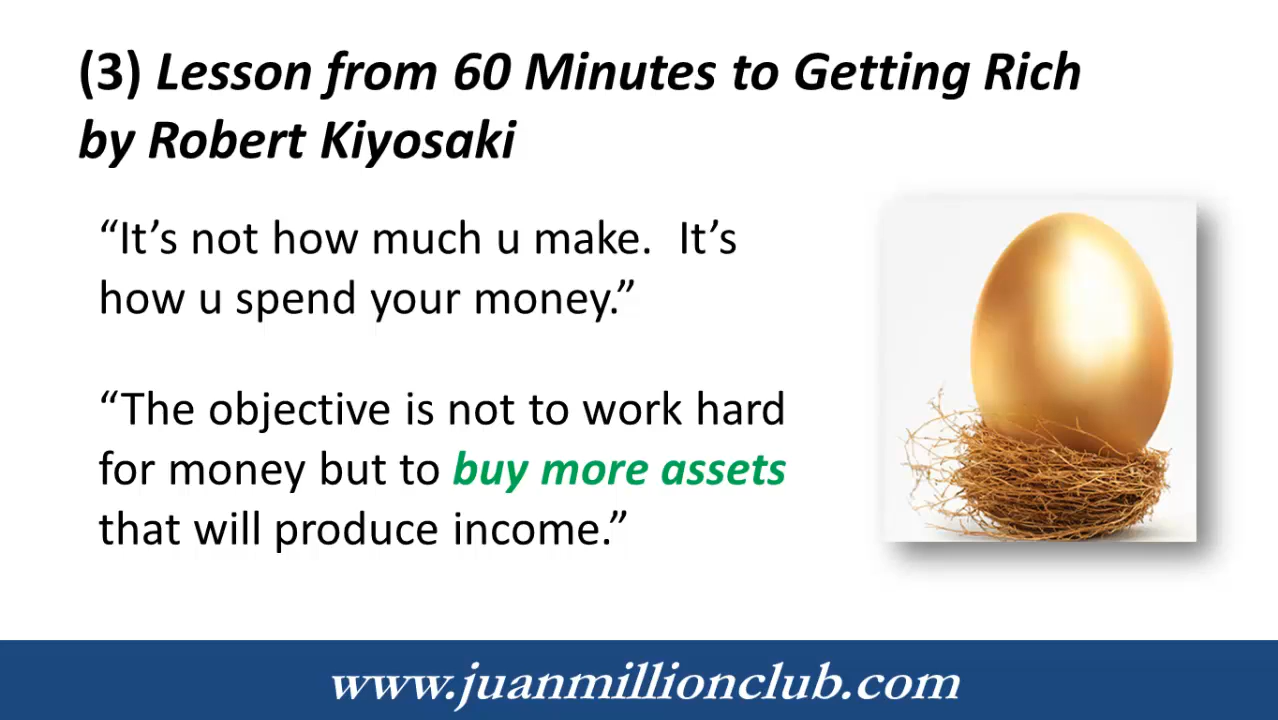 (3) Lesson from 60 Minutes to Getting Rich
by Robert Kiyosaki
“It’s not how much u make.  It’s
how u spend your money.”
“The objective is not to work hard
for money but to buy more assets
that will produce income.”
www.juanmillionclub.com